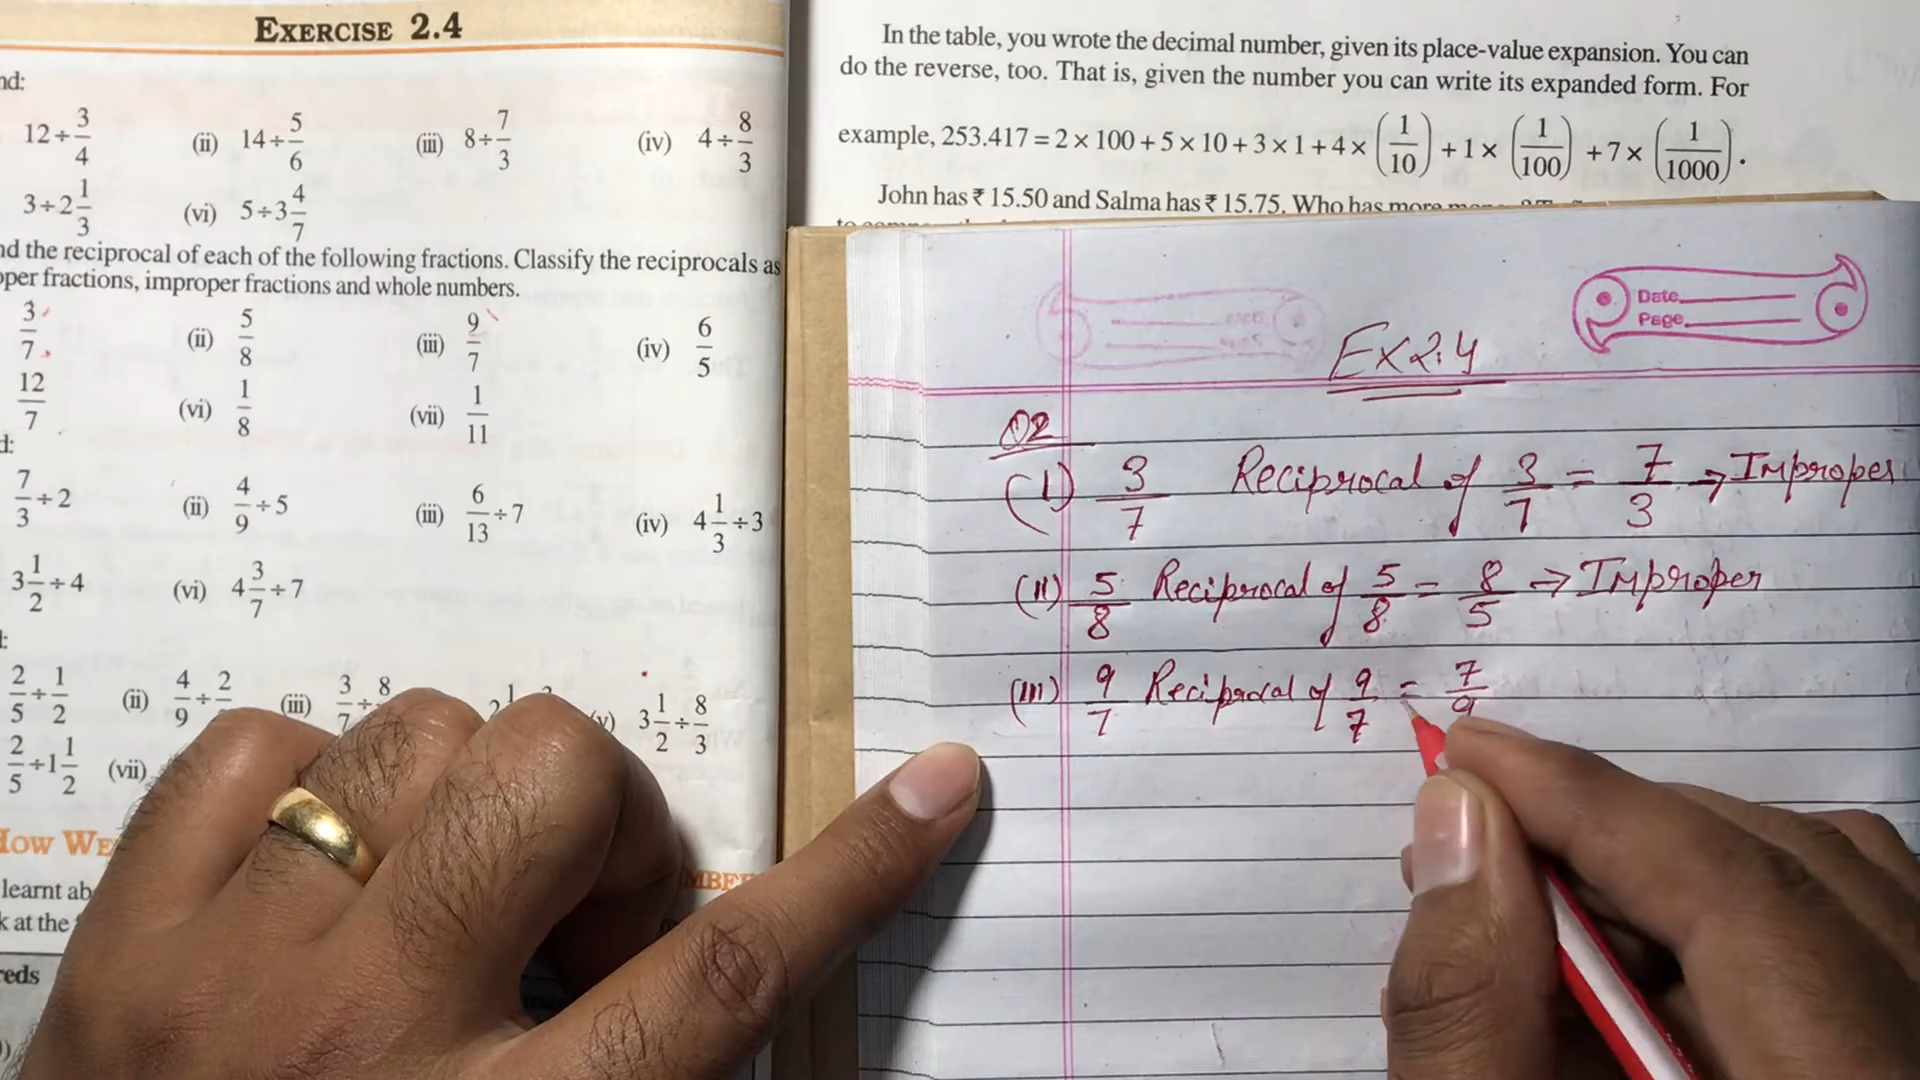 EXERCISE 2.4
nd:
12 ÷ 3/4 (ii) 14 ÷ 5/6 (iii) 8 ÷ 7/3 (iv) 4 ÷ 8/3
3 ÷ 2 1/3 (vi) 5 ÷ 3 4/7
nd the reciprocal of each of the following fractions. Classify the reciprocals as
oper fractions, improper fractions and whole numbers.
3/7 (ii) 5/8 (iii) 9/7 (iv) 6/5
12/7 (vi) 1/8 (vii) 1/11
d:
7/3 ÷ 2 (ii) 4/9 ÷ 5 (iii) 6/13 ÷ 7 (iv) 4 1/3 ÷ 3
3 1/2 ÷ 4 (vi) 4 3/7 ÷ 7
:
2/5 ÷ 1/2 (ii) 4/9 ÷ 2 (iii) 3/7 ÷ 8 2 1 (v) 3 1/2 ÷ 8/3
2/5 ÷ 1 1/2 (vii)
HOW WE
MBE
learnt ab
k at the
reds
In the table, you wrote the decimal number, given its place-value expansion. You can
do the reverse, too. That is, given the number you can write its expanded form. For
example, 253.417 = 2 × 100 + 5 × 10 + 3 × 1 + 4 × (1/10) + 1 × (1/100) + 7 × (1/1000).
John has ₹ 15.50 and Salma has ₹ 15.75. Who has more
Date
Page
EX 2.4
Q2
(I) 3/7 Reciprocal of 3/7 = 7/3 → Improper
(II) 5/8 Reciprocal of 5/8 = 8/5 → Improper
(III) 9/7 Reciprocal of 9/7 = 7/9